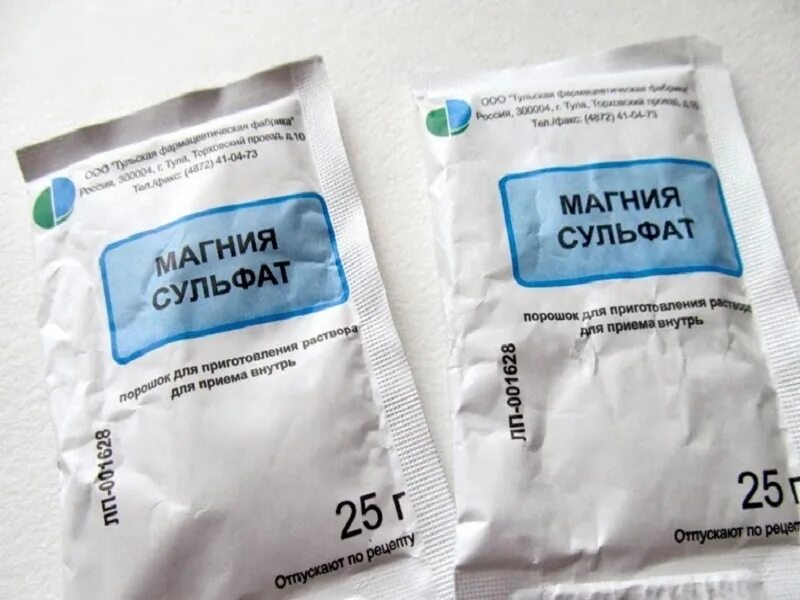 ООО "Тульская фармацевтическая фабрика"
Россия, 300004, г. Тула, Торховский проезд, д.10
Тел./факс: (4872) 41-04-73
МАГНИЯ
СУЛЬФАТ
порошок для приготовления раствора
для приема внутрь
ЛП-001628
25 г
Отпускают по рецепту
ООО "Тульская фармацевтическая фабрика"
Россия, 300004, г. Тула, Торховский проезд, д.10
Тел./факс: (4872) 41-04-73
МАГНИЯ
СУЛЬФАТ
порошок для приготовления раствора
для приема внутрь
ЛП-001628
25 г
Отпускают по рецепту